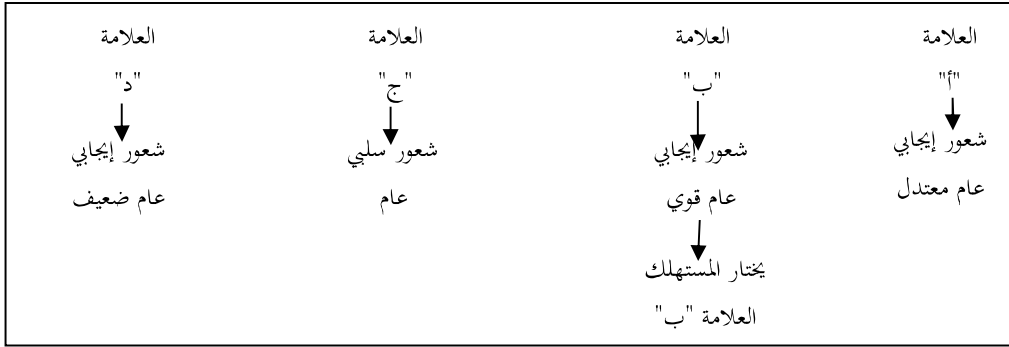 العلامة العلامة العلامة العلامة
"أ" "ب" "ج" "د"
شعور إيجابي شعور إيجابي شعور سلبي شعور إيجابي
عام معتدل عام قوي عام عام ضعيف
يختار المستهلك
العلامة "ب"